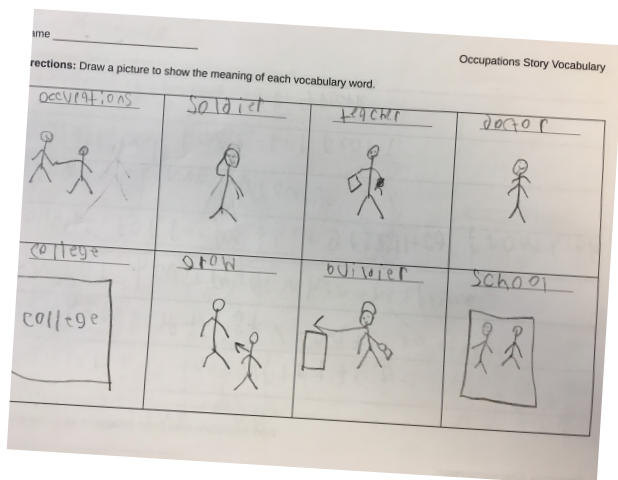 ame
Occupations Story Vocabulary
rections: Draw a picture to show the meaning of each vocabulary word.
occupations soldier teacher doctor
college grow buildier school
college